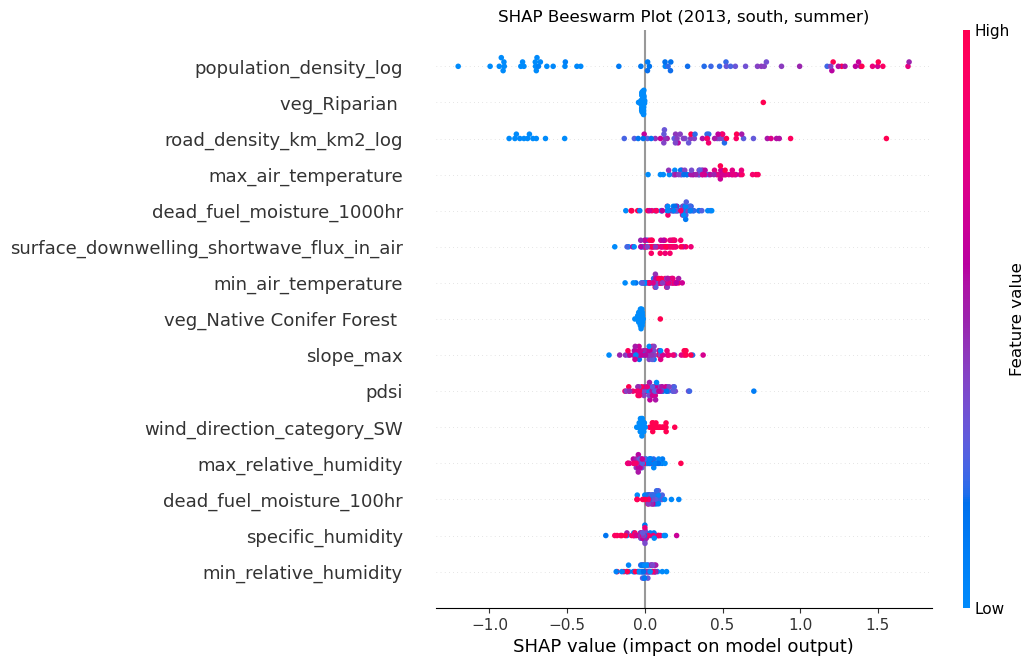 SHAP Beeswarm Plot (2013, south, summer)
High
population_density_log
veg_Riparian
road_density_km_km2_log
max_air_temperature
dead_fuel_moisture_1000hr
surface_downwelling_shortwave_flux_in_air
min_air_temperature
veg_Native Conifer Forest
slope_max
pdsi
wind_direction_category_SW
max_relative_humidity
dead_fuel_moisture_100hr
specific_humidity
min_relative_humidity
Feature value
Low
−1.0 −0.5 0.0 0.5 1.0 1.5
SHAP value (impact on model output)